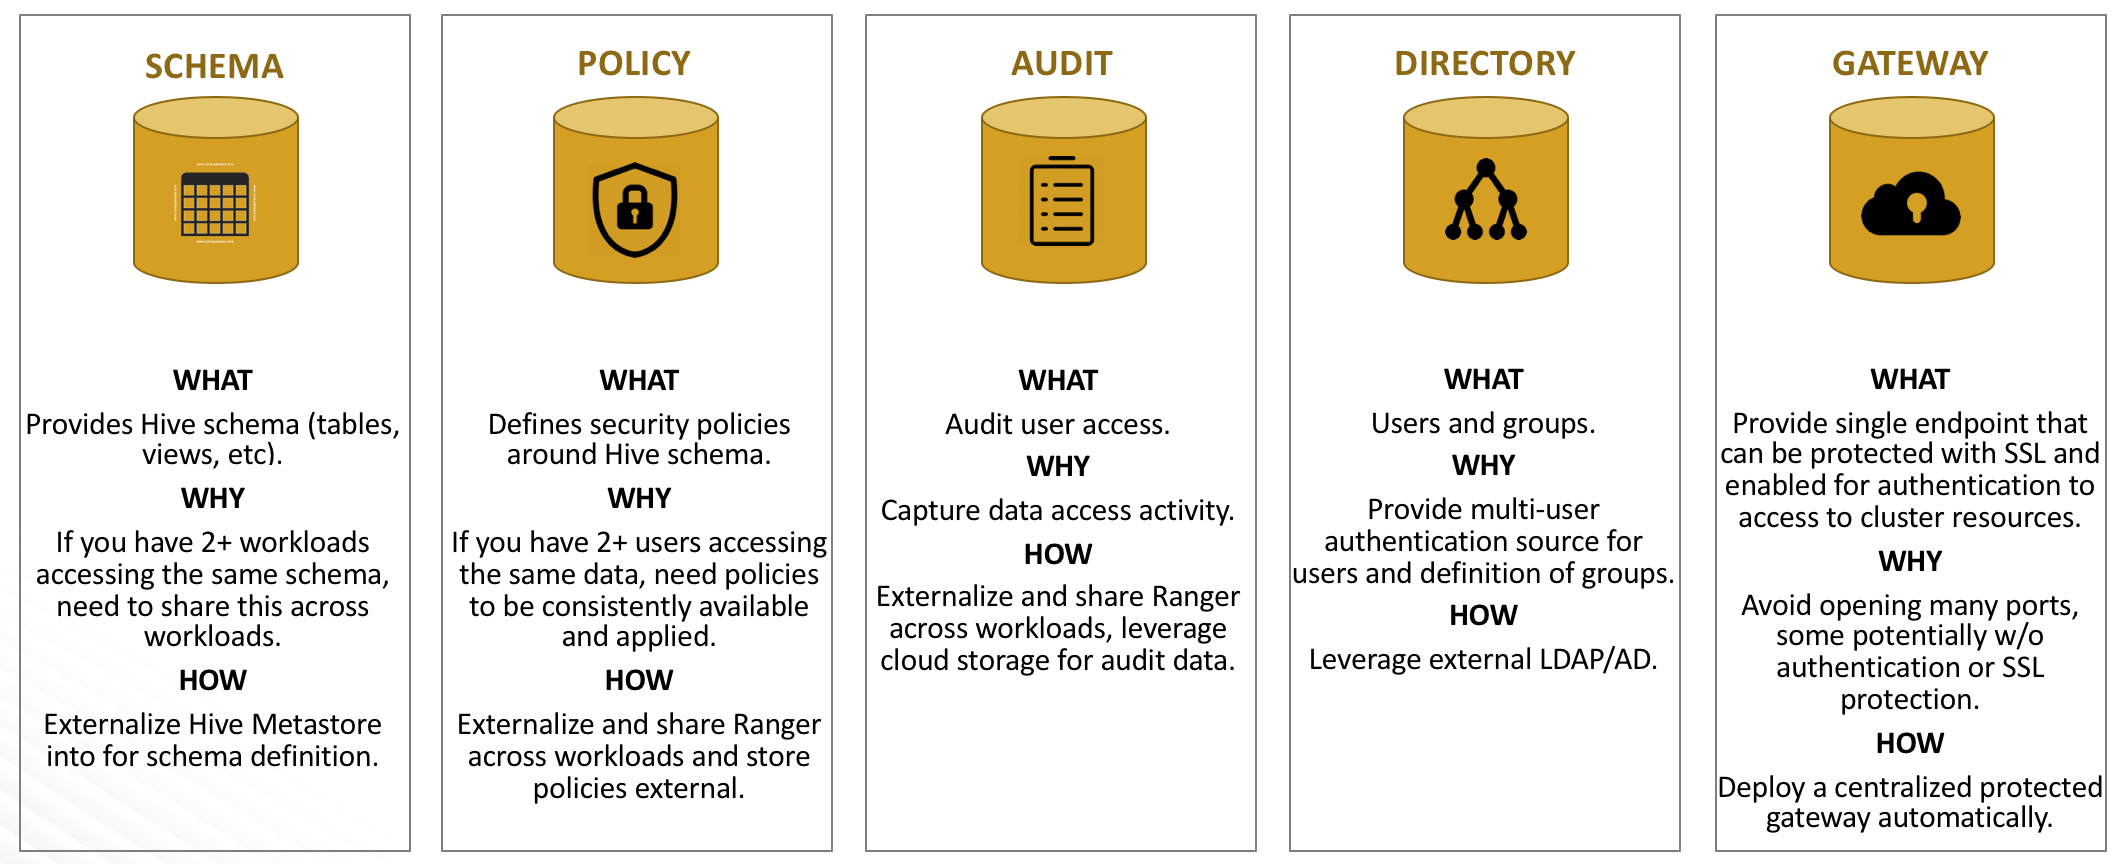 SCHEMA
WHAT
Provides Hive schema (tables,
views, etc).
WHY
If you have 2+ workloads
accessing the same schema,
need to share this across
workloads.
HOW
Externalize Hive Metastore
into for schema definition.
POLICY
WHAT
Defines security policies
around Hive schema.
WHY
If you have 2+ users accessing
the same data, need policies
to be consistently available
and applied.
HOW
Externalize and share Ranger
across workloads and store
policies external.
AUDIT
WHAT
Audit user access.
WHY
Capture data access activity.
HOW
Externalize and share Ranger
across workloads, leverage
cloud storage for audit data.
DIRECTORY
WHAT
Users and groups.
WHY
Provide multi-user
authentication source for
users and definition of groups.
HOW
Leverage external LDAP/AD.
GATEWAY
WHAT
Provide single endpoint that
can be protected with SSL and
enabled for authentication to
access to cluster resources.
WHY
Avoid opening many ports,
some potentially w/o
authentication or SSL
protection.
HOW
Deploy a centralized protected
gateway automatically.